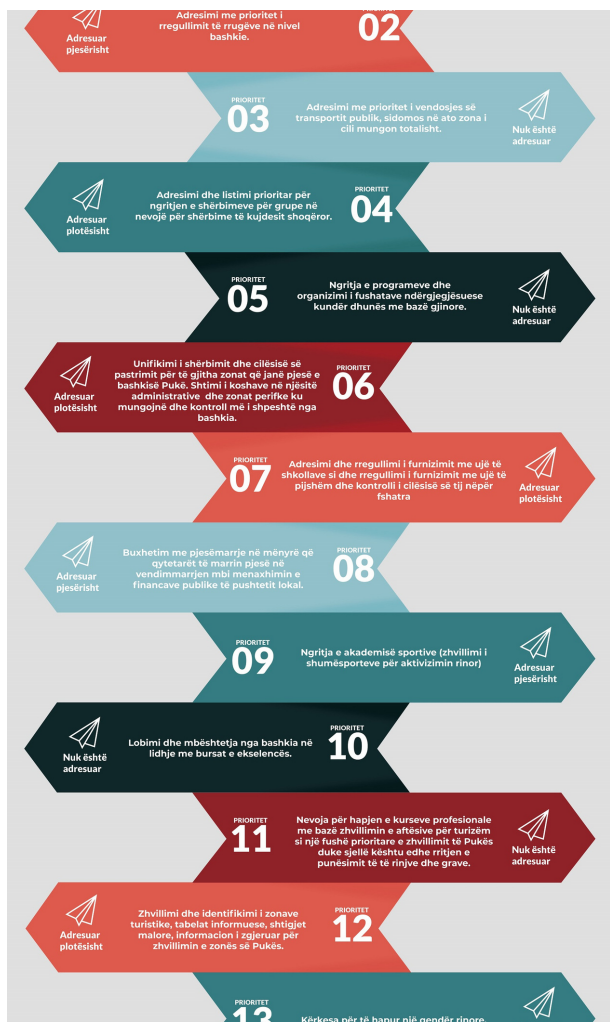 Adresimi me prioritet i
rregullimit të rrugëve në nivel
bashkie.
02
Adresuar
pjesërisht
PRIORITET
03
Adresimi me prioritet i vendosjes së
transportit publik, sidomos në ato zona i
cili mungon totalisht.
Nuk është
adresuar
Adresuar
plotësisht
Adresimi dhe listimi prioritar për
ngritjen e shërbimeve për grupe në
nevojë për shërbime të kujdesit shoqëror.
PRIORITET
04
PRIORITET
05
Ngritja e programeve dhe
organizimi i fushatave ndërgjegjësuese
kundër dhunës me bazë gjinore.
Nuk është
adresuar
Adresuar
plotësisht
Unifikimi i shërbimit dhe cilësisë së
pastrimit për të gjitha zonat që janë pjesë e
bashkisë Pukë. Shtimi i koshave në njësitë
administrative dhe zonat perifke ku
mungojnë dhe kontroll më i shpeshtë nga
bashkia.
PRIORITET
06
PRIORITET
07
Adresimi dhe rregullimi i furnizimit me ujë të
shkollave si dhe rregullimi i furnizimit me ujë të
pijshëm dhe kontrolli i cilësisë së tij nëpër
fshatra
Adresuar
plotësisht
Adresuar
pjesërisht
Buxhetim me pjesëmarrje në mënyrë që
qytetarët të marrin pjesë në
vendimmarrjen mbi menaxhimin e
financave publike të pushtetit lokal.
PRIORITET
08
PRIORITET
09
Ngritja e akademisë sportive (zhvillimi i
shumësporteve për aktivizimin rinor)
Adresuar
pjesërisht
Nuk është
adresuar
Lobimi dhe mbështetja nga bashkia në
lidhje me bursat e ekselencës.
PRIORITET
10
PRIORITET
11
Nevoja për hapjen e kurseve profesionale
me bazë zhvillimin e aftësive për turizëm
si një fushë prioritare e zhvillimit të Pukës
duke sjellë kështu edhe rritjen e
punësimit të të rinjve dhe grave.
Nuk është
adresuar
Adresuar
plotësisht
Zhvillimi dhe identifikimi i zonave
turistike, tabelat informuese, shtigjet
malore, informacion i zgjeruar për
zhvillimin e zonës së Pukës.
PRIORITET
12
PRIORITET
13
Kërkesa për të hapur një qendër rinore.